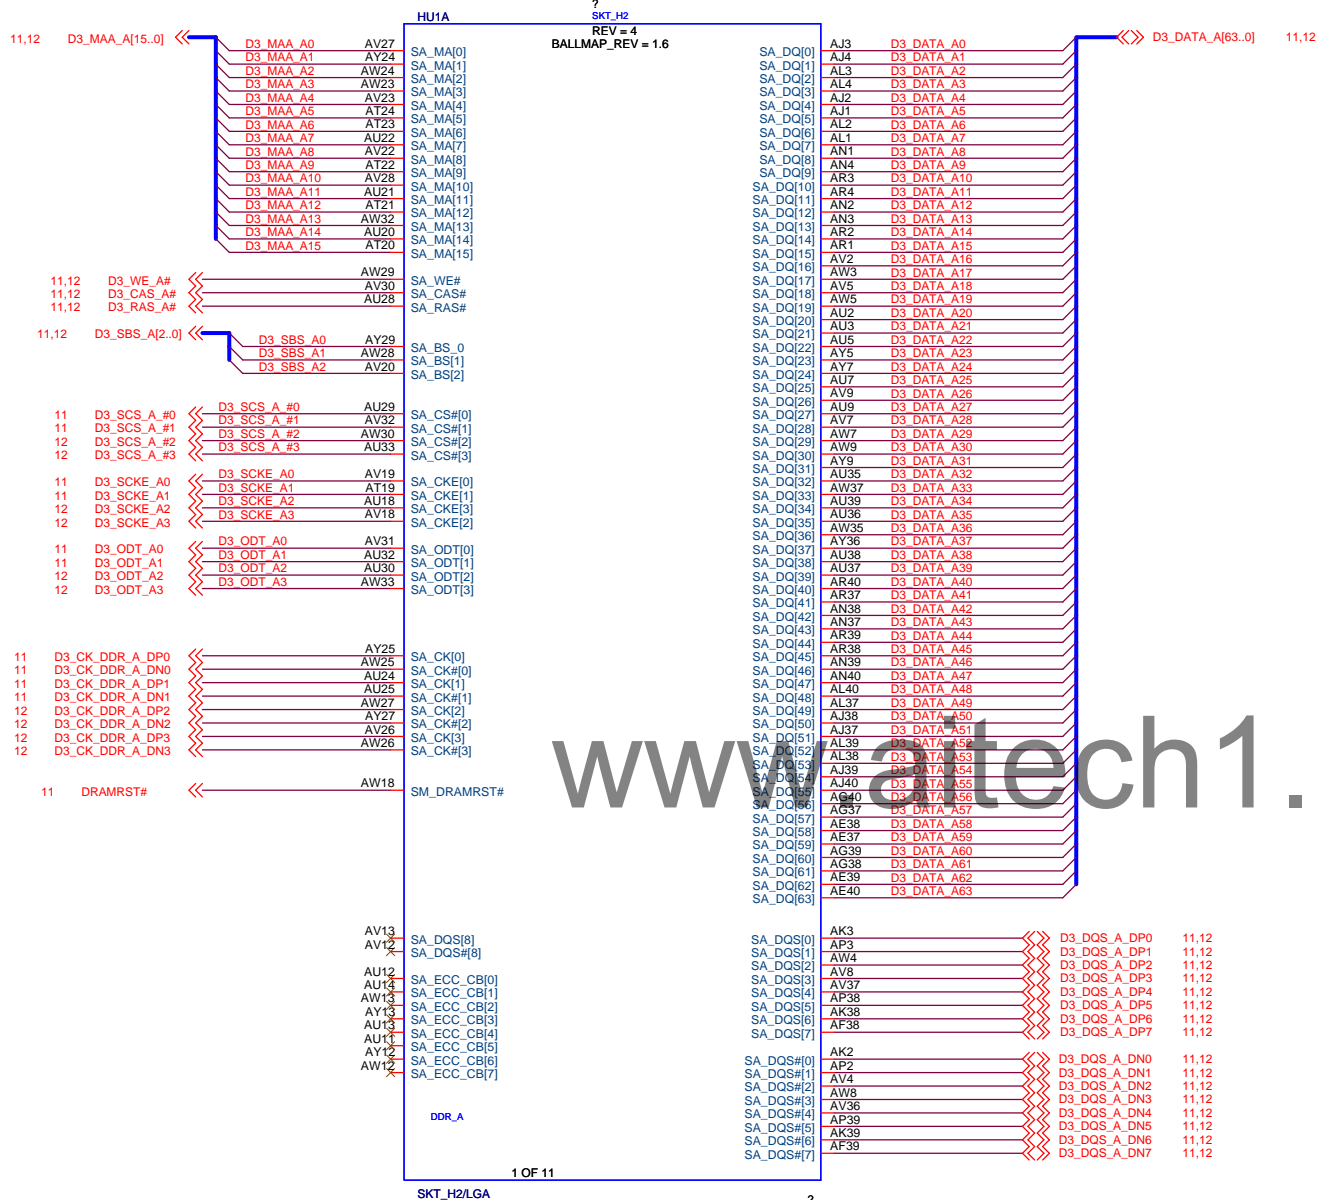 ?
HU1A SKT_H2
REV = 4
BALLMAP_REV = 1.6
11,12 D3_MAA_A[15..0]
D3_MAA_A0 AV27 SA_MA[0]
D3_MAA_A1 AY24 SA_MA[1]
D3_MAA_A2 AW24 SA_MA[2]
D3_MAA_A3 AW23 SA_MA[3]
D3_MAA_A4 AV23 SA_MA[4]
D3_MAA_A5 AT24 SA_MA[5]
D3_MAA_A6 AT23 SA_MA[6]
D3_MAA_A7 AU22 SA_MA[7]
D3_MAA_A8 AV22 SA_MA[8]
D3_MAA_A9 AT22 SA_MA[9]
D3_MAA_A10 AV28 SA_MA[10]
D3_MAA_A11 AU21 SA_MA[11]
D3_MAA_A12 AT21 SA_MA[12]
D3_MAA_A13 AW32 SA_MA[13]
D3_MAA_A14 AU20 SA_MA[14]
D3_MAA_A15 AT20 SA_MA[15]
11,12 D3_WE_A# AW29 SA_WE#
11,12 D3_CAS_A# AV30 SA_CAS#
11,12 D3_RAS_A# AU28 SA_RAS#
11,12 D3_SBS_A[2..0]
D3_SBS_A0 AY29 SA_BS_0
D3_SBS_A1 AW28 SA_BS[1]
D3_SBS_A2 AV20 SA_BS[2]
11 D3_SCS_A_#0 D3_SCS_A_#0 AU29 SA_CS#[0]
11 D3_SCS_A_#1 D3_SCS_A_#1 AV32 SA_CS#[1]
12 D3_SCS_A_#2 D3_SCS_A_#2 AW30 SA_CS#[2]
12 D3_SCS_A_#3 D3_SCS_A_#3 AU33 SA_CS#[3]
11 D3_SCKE_A0 D3_SCKE_A0 AV19 SA_CKE[0]
11 D3_SCKE_A1 D3_SCKE_A1 AT19 SA_CKE[1]
12 D3_SCKE_A2 D3_SCKE_A2 AU18 SA_CKE[3]
12 D3_SCKE_A3 D3_SCKE_A3 AV18 SA_CKE[2]
11 D3_ODT_A0 D3_ODT_A0 AV31 SA_ODT[0]
11 D3_ODT_A1 D3_ODT_A1 AU32 SA_ODT[1]
12 D3_ODT_A2 D3_ODT_A2 AU30 SA_ODT[2]
12 D3_ODT_A3 D3_ODT_A3 AW33 SA_ODT[3]
11 D3_CK_DDR_A_DP0 AY25 SA_CK[0]
11 D3_CK_DDR_A_DN0 AW25 SA_CK#[0]
11 D3_CK_DDR_A_DP1 AU24 SA_CK[1]
11 D3_CK_DDR_A_DN1 AU25 SA_CK#[1]
12 D3_CK_DDR_A_DP2 AW27 SA_CK[2]
12 D3_CK_DDR_A_DN2 AY27 SA_CK#[2]
12 D3_CK_DDR_A_DP3 AV26 SA_CK[3]
12 D3_CK_DDR_A_DN3 AW26 SA_CK#[3]
11 DRAMRST# AW18 SM_DRAMRST#
AV13 SA_DQS[8]
AV12 SA_DQS#[8]
AU12 SA_ECC_CB[0]
AU14 SA_ECC_CB[1]
AW13 SA_ECC_CB[2]
AY13 SA_ECC_CB[3]
AU13 SA_ECC_CB[4]
AU11 SA_ECC_CB[5]
AY12 SA_ECC_CB[6]
AW12 SA_ECC_CB[7]
DDR_A
D3_DATA_A[63..0] 11,12
SA_DQ[0] AJ3 D3_DATA_A0
SA_DQ[1] AJ4 D3_DATA_A1
SA_DQ[2] AL3 D3_DATA_A2
SA_DQ[3] AL4 D3_DATA_A3
SA_DQ[4] AJ2 D3_DATA_A4
SA_DQ[5] AJ1 D3_DATA_A5
SA_DQ[6] AL2 D3_DATA_A6
SA_DQ[7] AL1 D3_DATA_A7
SA_DQ[8] AN1 D3_DATA_A8
SA_DQ[9] AN4 D3_DATA_A9
SA_DQ[10] AR3 D3_DATA_A10
SA_DQ[11] AR4 D3_DATA_A11
SA_DQ[12] AN2 D3_DATA_A12
SA_DQ[13] AN3 D3_DATA_A13
SA_DQ[14] AR2 D3_DATA_A14
SA_DQ[15] AR1 D3_DATA_A15
SA_DQ[16] AV2 D3_DATA_A16
SA_DQ[17] AW3 D3_DATA_A17
SA_DQ[18] AV5 D3_DATA_A18
SA_DQ[19] AW5 D3_DATA_A19
SA_DQ[20] AU2 D3_DATA_A20
SA_DQ[21] AU3 D3_DATA_A21
SA_DQ[22] AU5 D3_DATA_A22
SA_DQ[23] AY5 D3_DATA_A23
SA_DQ[24] AY7 D3_DATA_A24
SA_DQ[25] AU7 D3_DATA_A25
SA_DQ[26] AV9 D3_DATA_A26
SA_DQ[27] AU9 D3_DATA_A27
SA_DQ[28] AV7 D3_DATA_A28
SA_DQ[29] AW7 D3_DATA_A29
SA_DQ[30] AW9 D3_DATA_A30
SA_DQ[31] AY9 D3_DATA_A31
SA_DQ[32] AU35 D3_DATA_A32
SA_DQ[33] AW37 D3_DATA_A33
SA_DQ[34] AU39 D3_DATA_A34
SA_DQ[35] AU36 D3_DATA_A35
SA_DQ[36] AW35 D3_DATA_A36
SA_DQ[37] AY36 D3_DATA_A37
SA_DQ[38] AU38 D3_DATA_A38
SA_DQ[39] AU37 D3_DATA_A39
SA_DQ[40] AR40 D3_DATA_A40
SA_DQ[41] AR37 D3_DATA_A41
SA_DQ[42] AN38 D3_DATA_A42
SA_DQ[43] AN37 D3_DATA_A43
SA_DQ[44] AR39 D3_DATA_A44
SA_DQ[45] AR38 D3_DATA_A45
SA_DQ[46] AN39 D3_DATA_A46
SA_DQ[47] AN40 D3_DATA_A47
SA_DQ[48] AL40 D3_DATA_A48
SA_DQ[49] AL37 D3_DATA_A49
SA_DQ[50] AJ38 D3_DATA_A50
SA_DQ[51] AJ37 D3_DATA_A51
SA_DQ[52] AL39 D3_DATA_A52
SA_DQ[53] AL38 D3_DATA_A53
SA_DQ[54] AJ39 D3_DATA_A54
SA_DQ[55] AJ40 D3_DATA_A55
SA_DQ[56] AG40 D3_DATA_A56
SA_DQ[57] AG37 D3_DATA_A57
SA_DQ[58] AE38 D3_DATA_A58
SA_DQ[59] AE37 D3_DATA_A59
SA_DQ[60] AG39 D3_DATA_A60
SA_DQ[61] AG38 D3_DATA_A61
SA_DQ[62] AE39 D3_DATA_A62
SA_DQ[63] AE40 D3_DATA_A63
www.aitech1.
SA_DQS[0] AK3 D3_DQS_A_DP0 11,12
SA_DQS[1] AP3 D3_DQS_A_DP1 11,12
SA_DQS[2] AW4 D3_DQS_A_DP2 11,12
SA_DQS[3] AV8 D3_DQS_A_DP3 11,12
SA_DQS[4] AV37 D3_DQS_A_DP4 11,12
SA_DQS[5] AP38 D3_DQS_A_DP5 11,12
SA_DQS[6] AK38 D3_DQS_A_DP6 11,12
SA_DQS[7] AF38 D3_DQS_A_DP7 11,12
SA_DQS#[0] AK2 D3_DQS_A_DN0 11,12
SA_DQS#[1] AP2 D3_DQS_A_DN1 11,12
SA_DQS#[2] AV4 D3_DQS_A_DN2 11,12
SA_DQS#[3] AW8 D3_DQS_A_DN3 11,12
SA_DQS#[4] AV36 D3_DQS_A_DN4 11,12
SA_DQS#[5] AP39 D3_DQS_A_DN5 11,12
SA_DQS#[6] AK39 D3_DQS_A_DN6 11,12
SA_DQS#[7] AF39 D3_DQS_A_DN7 11,12
1 OF 11
SKT_H2/LGA ?